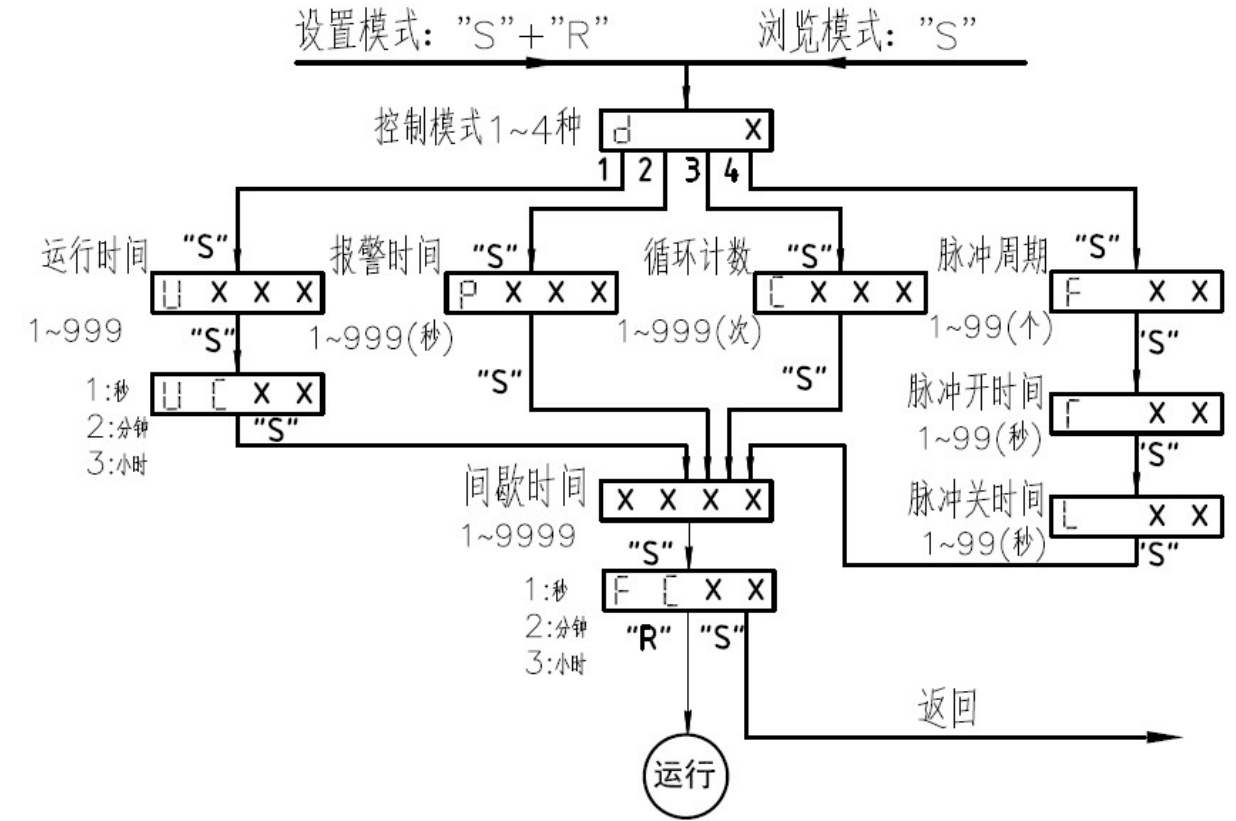 设置模式：”S”+”R”
浏览模式：”S”
控制模式1~4种
d X
1 2 3 4
运行时间 “S”
U X X X
1~999
“S”
1:秒
2:分钟
3:小时
U C X X
“S”
报警时间 “S”
P X X X
1~999(秒)
“S”
循环计数 “S”
C X X X
1~999(次)
“S”
脉冲周期 “S”
F X X
1~99(个)
‘S”
脉冲开时间
Γ X X
1~99(秒)
‘S”
脉冲关时间
L X X
1~99(秒)
‘S”
间歇时间
X X X X
1~9999
“S”
F C X X
1:秒
2:分钟
3:小时
“R” “S”
返回
运行